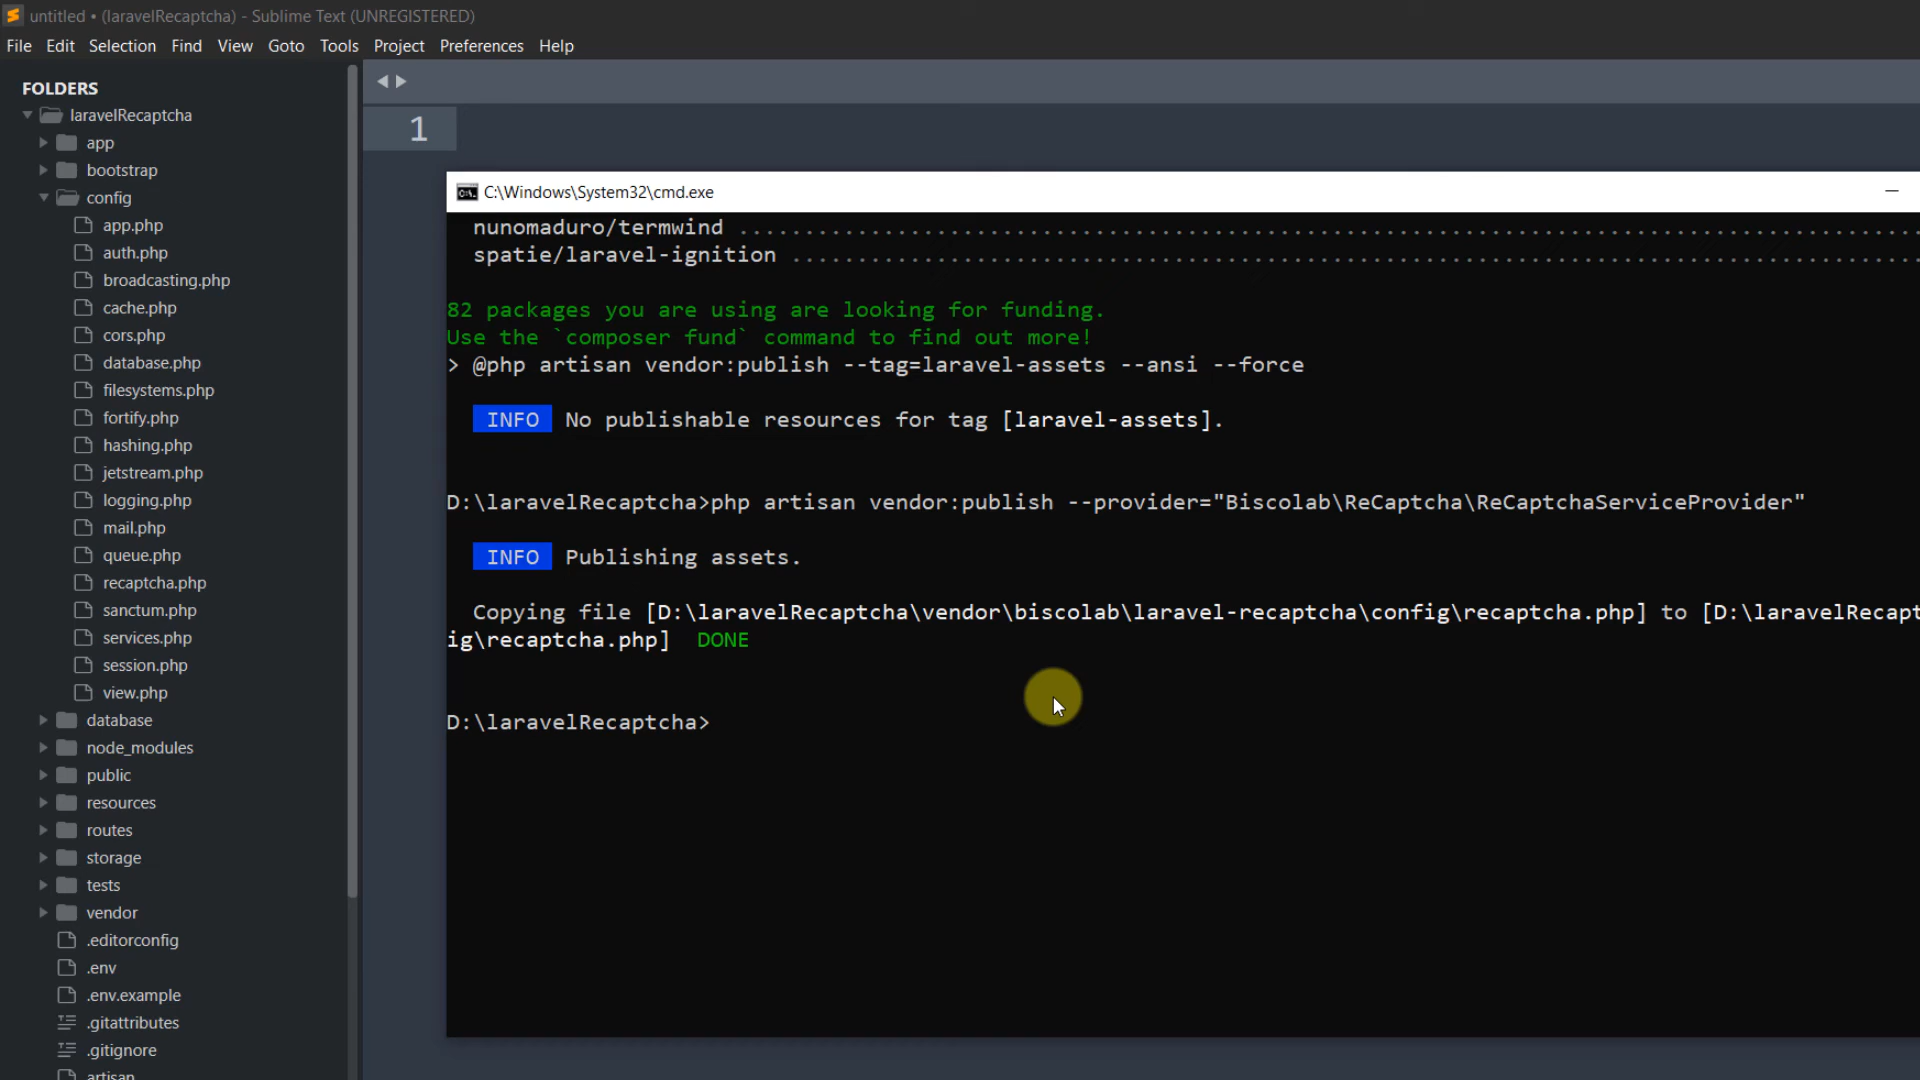 untitled • (laravelRecaptcha) - Sublime Text (UNREGISTERED)
File Edit Selection Find View Goto Tools Project Preferences Help
FOLDERS
laravelRecaptcha
app
bootstrap
config
app.php
auth.php
broadcasting.php
cache.php
cors.php
database.php
filesystems.php
fortify.php
hashing.php
jetstream.php
logging.php
mail.php
queue.php
recaptcha.php
sanctum.php
services.php
session.php
view.php
database
node_modules
public
resources
routes
storage
tests
vendor
.editorconfig
.env
.env.example
.gitattributes
.gitignore
artisan
1
C:\Windows\System32\cmd.exe
nunomaduro/termwind ..........................................................................................
spatie/laravel-ignition ......................................................................................
82 packages you are using are looking for funding.
Use the `composer fund` command to find out more!
> @php artisan vendor:publish --tag=laravel-assets --ansi --force
INFO No publishable resources for tag [laravel-assets].
D:\laravelRecaptcha>php artisan vendor:publish --provider="Biscolab\ReCaptcha\ReCaptchaServiceProvider"
INFO Publishing assets.
Copying file [D:\laravelRecaptcha\vendor\biscolab\laravel-recaptcha\config\recaptcha.php] to [D:\laravelRecapt
ig\recaptcha.php] DONE
D:\laravelRecaptcha>